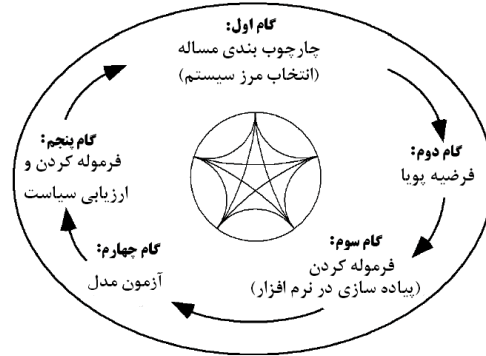 گام اول:
چارچوب بندی مساله
(انتخاب مرز سیستم)
گام دوم:
فرضیه پویا
گام سوم:
فرموله کردن
(پیاده سازی در نرم افزار)
گام چهارم:
آزمون مدل
گام پنجم:
فرموله کردن و
ارزیابی سیاست